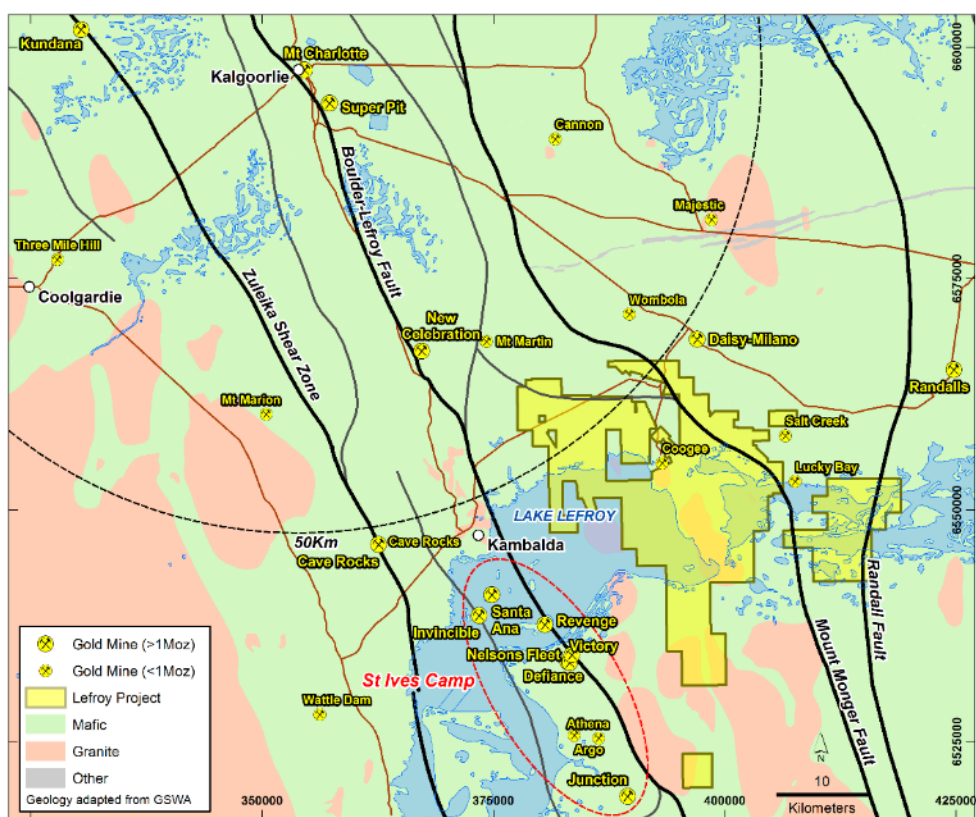 Kundana
Mt Charlotte
Kalgoorlie
Super Pit
6600000
Cannon
Boulder-Lefroy Fault
Majestic
Three Mile Hill
Coolgardie
Zuleika Shear Zone
6575000
Wombola
New
Celebration
Mt Martin
Daisy-Milano
Randalls
Mt Marion
Salt Creek
Coogee
Lucky Bay
LAKE LEFROY
6550000
50Km
Kambalda
Cave Rocks
Cave Rocks
Randall Fault
Mount Monger Fault
Santa
Ana
Invincible
Revenge
Victory
Nelsons Fleet
Defiance
St Ives Camp
Wattle Dam
Athena
Argo
6525000
Junction
Gold Mine (>1Moz)
Gold Mine (<1Moz)
Lefroy Project
Mafic
Granite
Other
Geology adapted from GSWA
N
10
Kilometers
350000
375000
400000
425000